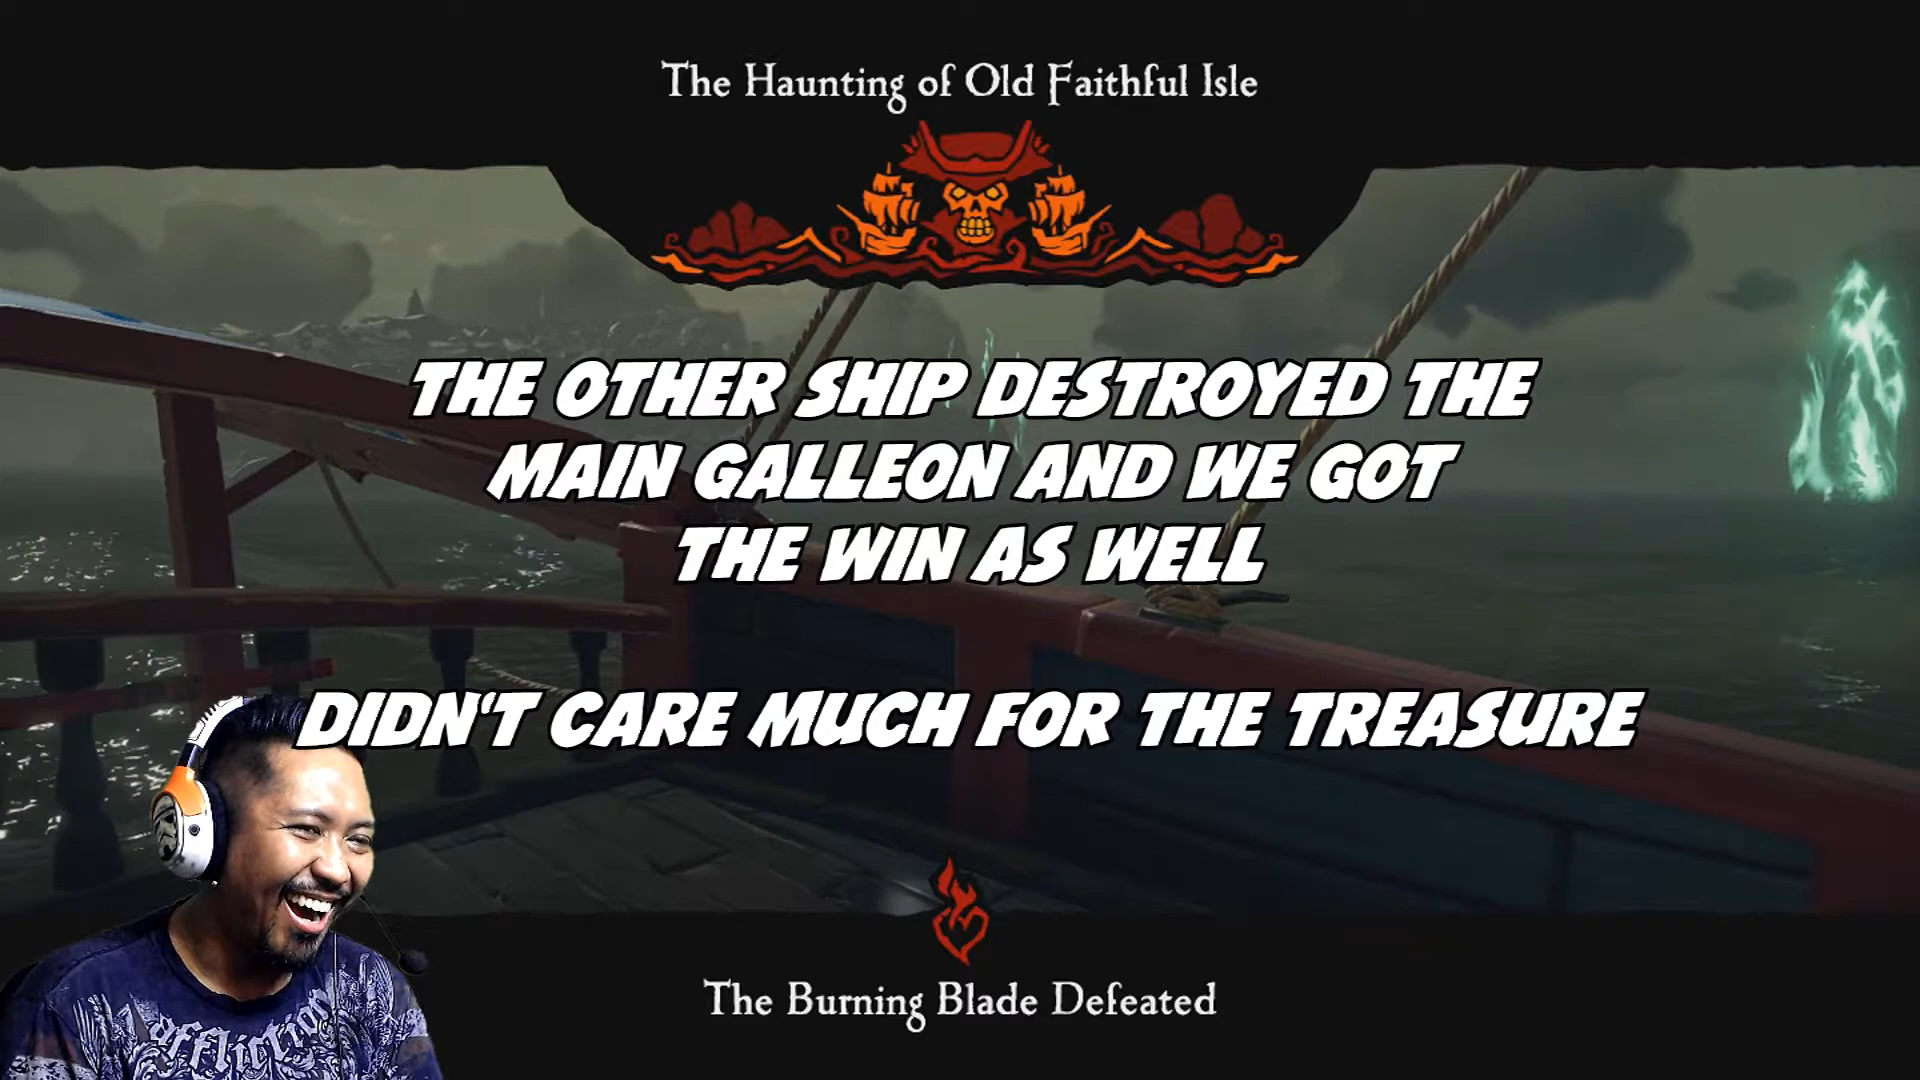 The Haunting of Old Faithful Isle
THE OTHER SHIP DESTROYED THE
MAIN GALLEON AND WE GOT
THE WIN AS WELL
DIDN'T CARE MUCH FOR THE TREASURE
affliction
The Burning Blade Defeated